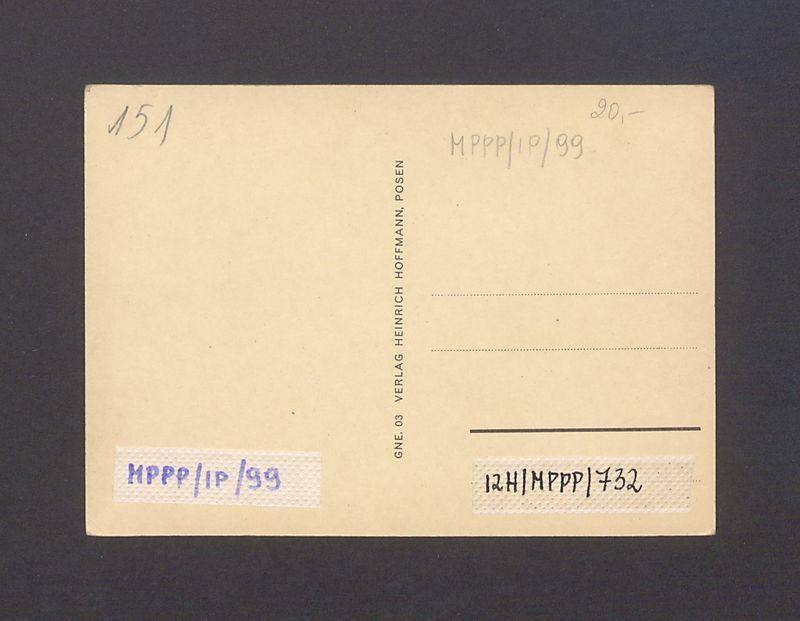 151
20,-
MPPP/IP/99
GNE. 03 VERLAG HEINRICH HOFFMANN, POSEN
MPPP/IP/99
12H/MPPP/732